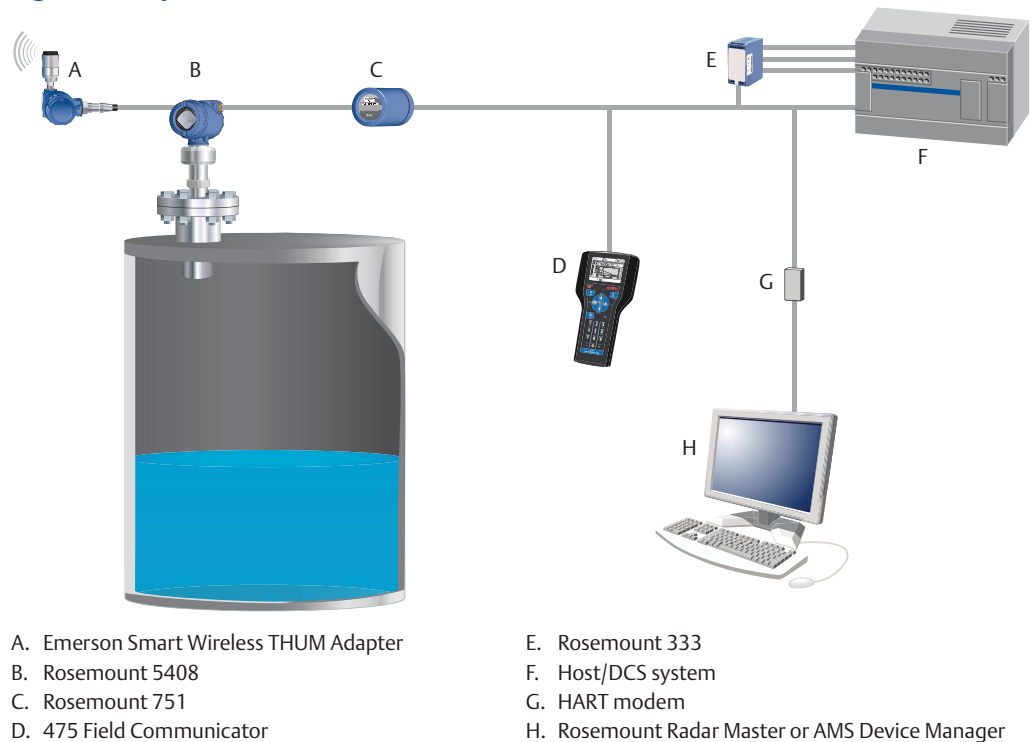 A
B
C
E
F
D
G
H
A. Emerson Smart Wireless THUM Adapter
B. Rosemount 5408
C. Rosemount 751
D. 475 Field Communicator
E. Rosemount 333
F. Host/DCS system
G. HART modem
H. Rosemount Radar Master or AMS Device Manager